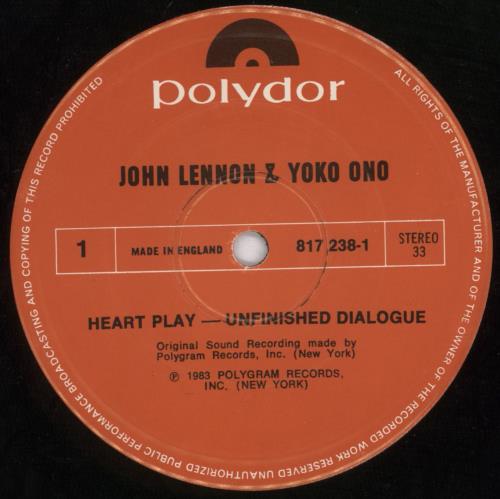 polydor
JOHN LENNON & YOKO ONO
1
MADE IN ENGLAND
817 238-1
STEREO
33
HEART PLAY — UNFINISHED DIALOGUE
Original Sound Recording made by
Polygram Records, Inc. (New York)
℗ 1983 POLYGRAM RECORDS,
INC. (NEW YORK)
ALL RIGHTS OF THE MANUFACTURER AND OF THE OWNER OF THE RECORDED WORK RESERVED UNAUTHORIZED PUBLIC PERFORMANCE BROADCASTING AND COPYING OF THIS RECORD PROHIBITED